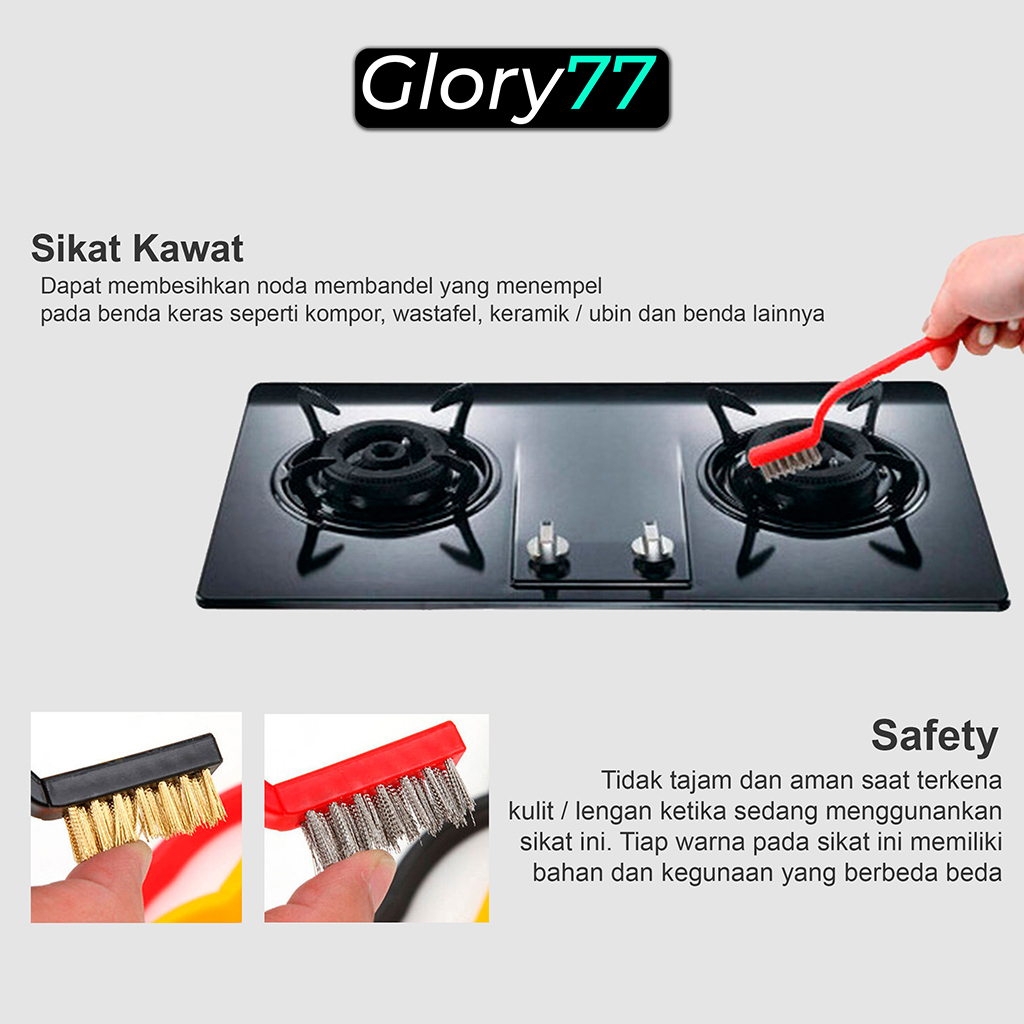 Glory77
Sikat Kawat
Dapat membesihkan noda membandel yang menempel
pada benda keras seperti kompor, wastafel, keramik / ubin dan benda lainnya
Safety
Tidak tajam dan aman saat terkena
kulit / lengan ketika sedang menggunankan
sikat ini. Tiap warna pada sikat ini memiliki
bahan dan kegunaan yang berbeda beda